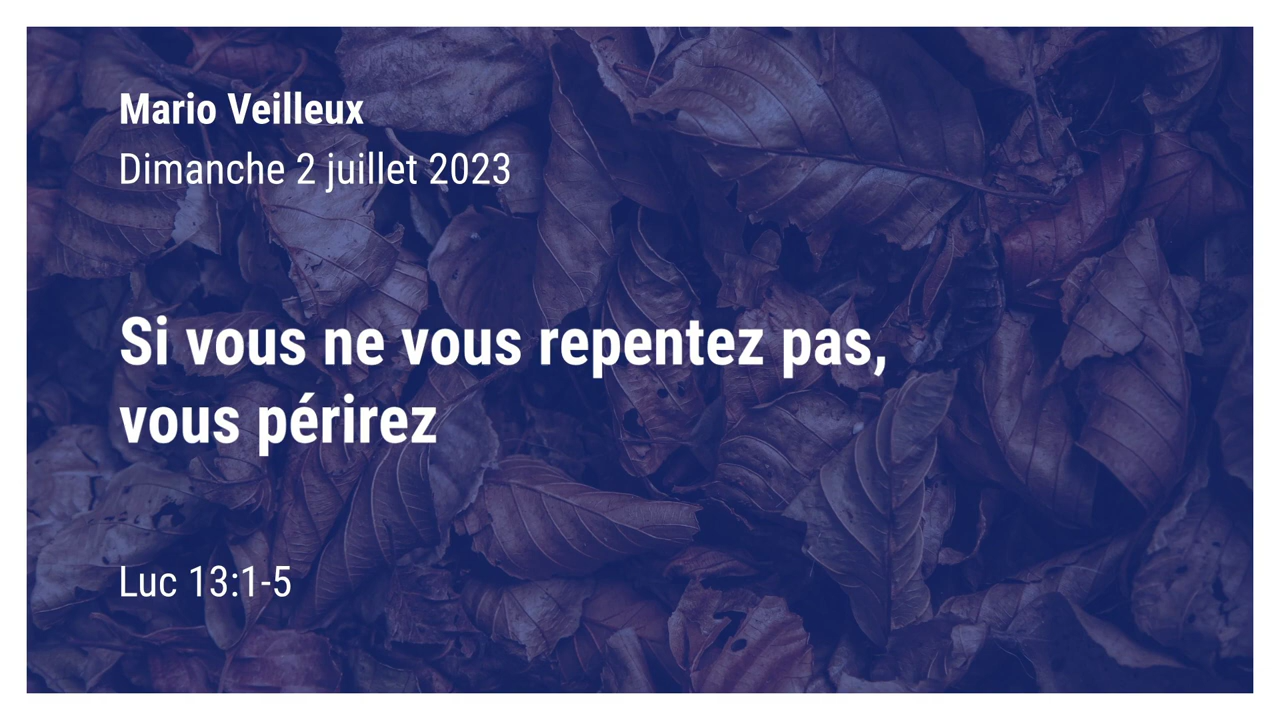 Mario Veilleux
Dimanche 2 juillet 2023
Si vous ne vous repentez pas,
vous périrez
Luc 13:1-5